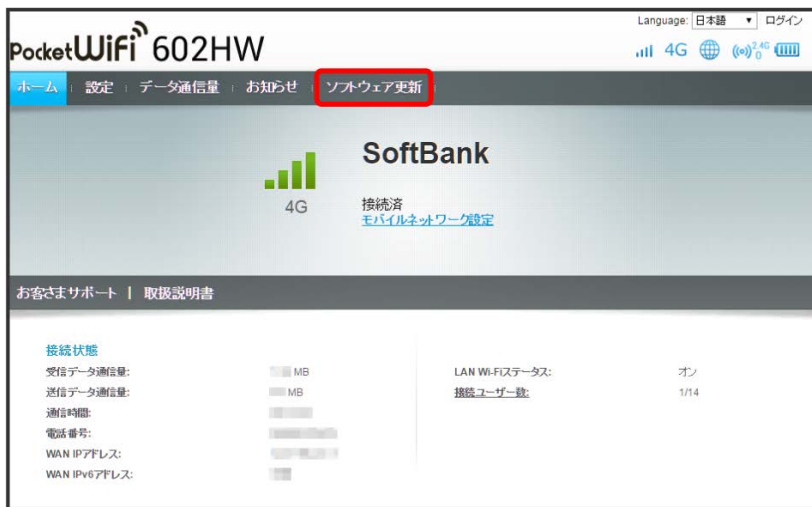 Language: 日本語 ▼ ログイン
PocketWiFi 602HW
4G 2.4G 0
ホーム 設定 データ通信量 お知らせ ソフトウェア更新
SoftBank
4G
接続済
モバイルネットワーク設定
お客さまサポート | 取扱説明書
接続状態
受信データ通信量: MB
送信データ通信量: MB
通信時間:
電話番号:
WAN IPアドレス:
WAN IPv6アドレス:
LAN Wi-Fiステータス: オン
接続ユーザー数: 1/14